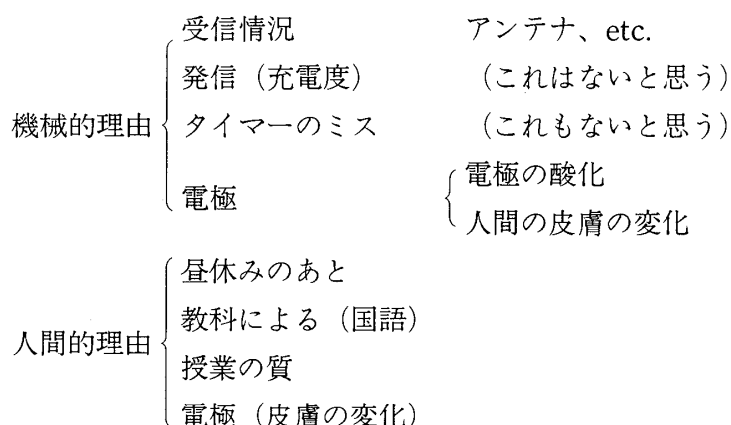 受信情況 アンテナ、etc.
発信（充電度） （これはないと思う）
機械的理由 タイマーのミス （これもないと思う）
電極の酸化
電極
人間の皮膚の変化
昼休みのあと
教科による（国語）
人間的理由
授業の質
電極（皮膚の変化）